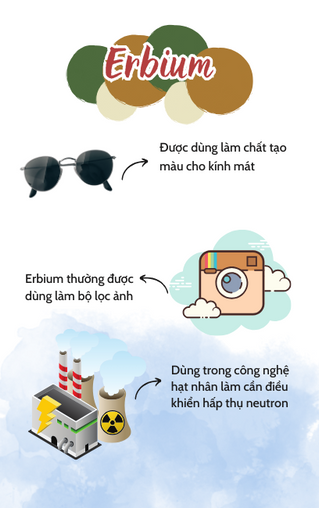 Erbium
Được dùng làm chất tạo
màu cho kính mát
Erbium thường được
dùng làm bộ lọc ảnh
Dùng trong công nghệ
hạt nhân làm cần điều
khiển hấp thụ neutron